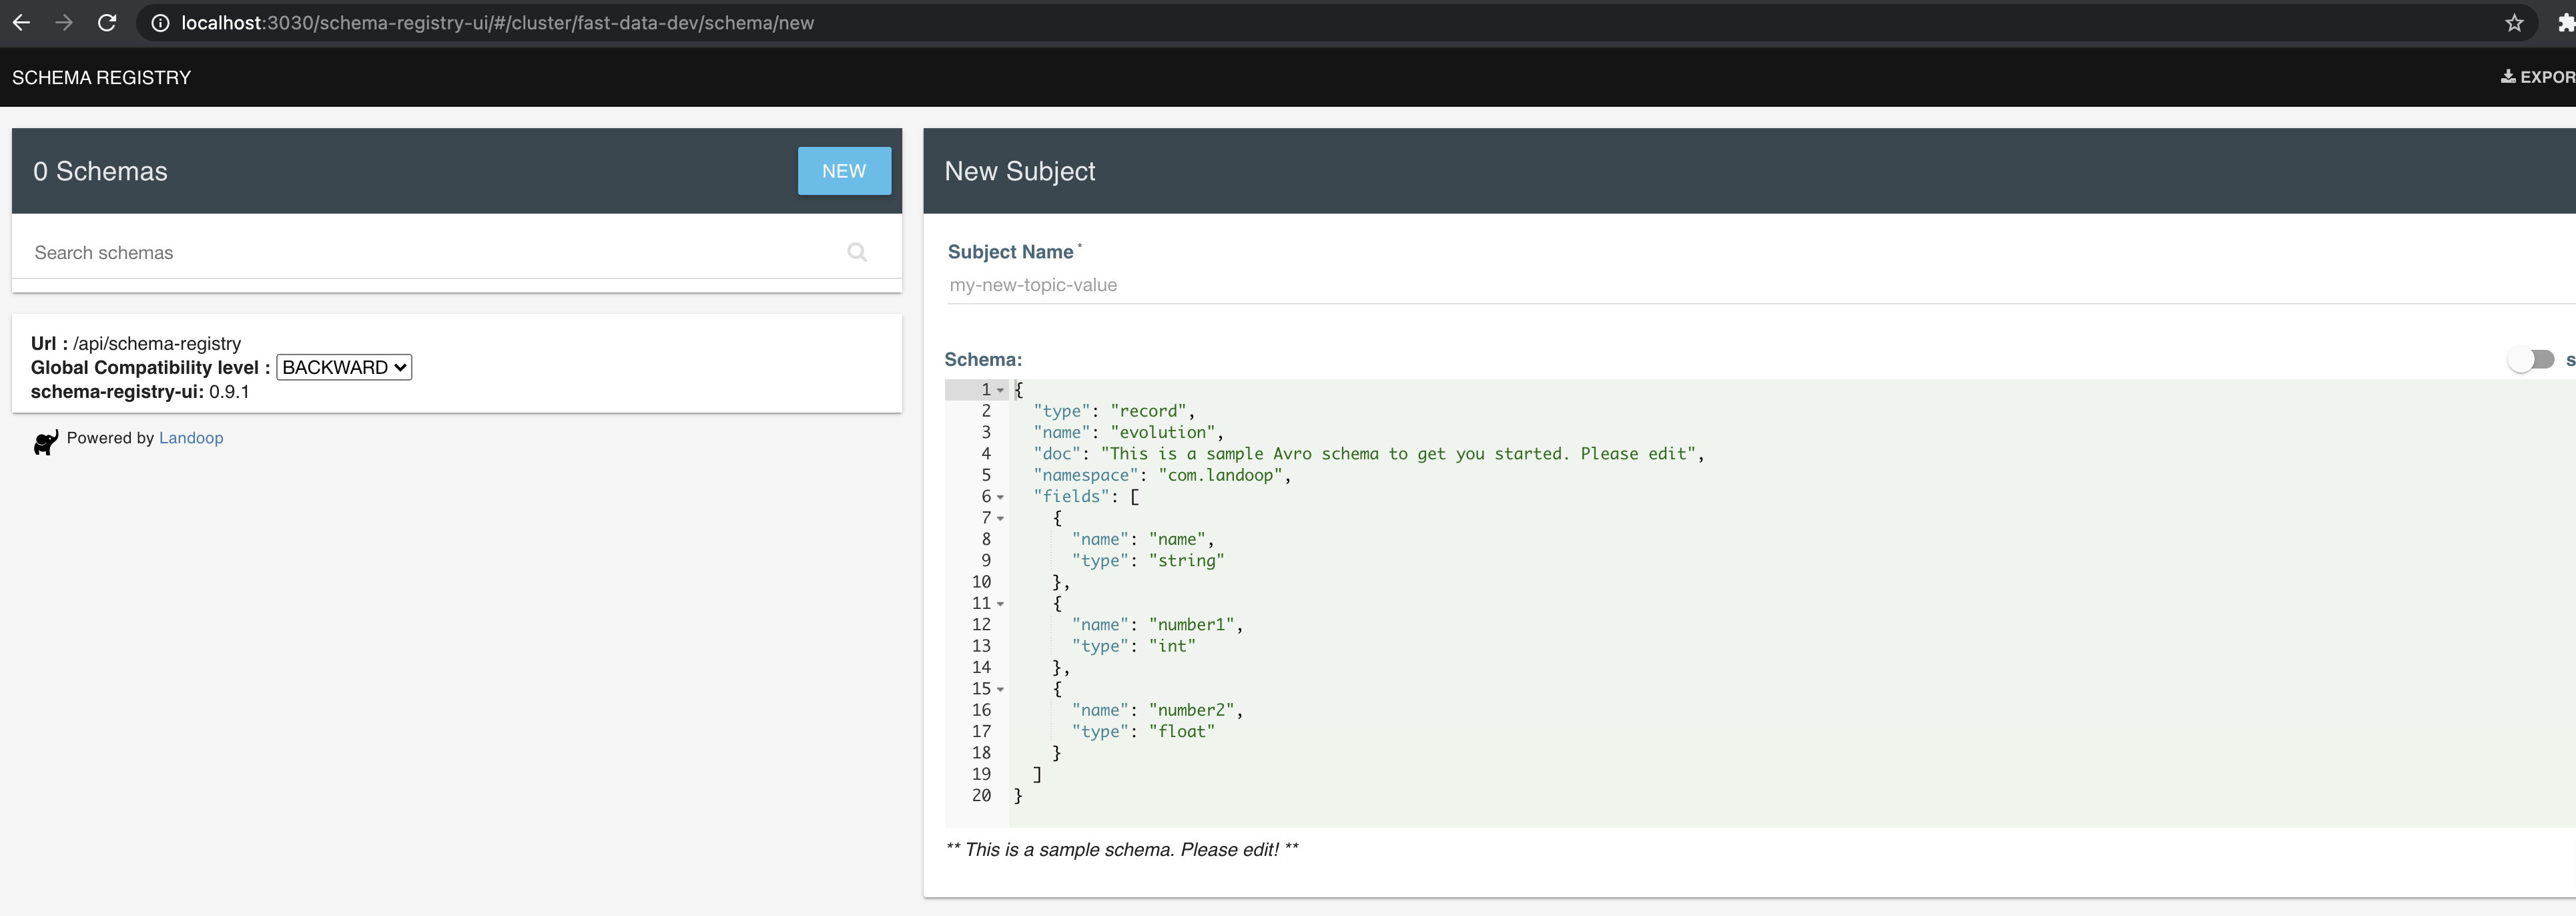 localhost:3030/schema-registry-ui/#/cluster/fast-data-dev/schema/new
SCHEMA REGISTRY
EXPOR
0 Schemas
NEW
Search schemas
Url : /api/schema-registry
Global Compatibility level : BACKWARD
schema-registry-ui: 0.9.1
Powered by Landoop
New Subject
Subject Name *
my-new-topic-value
Schema:
s
1 {
2 "type": "record",
3 "name": "evolution",
4 "doc": "This is a sample Avro schema to get you started. Please edit",
5 "namespace": "com.landoop",
6 "fields": [
7 {
8 "name": "name",
9 "type": "string"
10 },
11 {
12 "name": "number1",
13 "type": "int"
14 },
15 {
16 "name": "number2",
17 "type": "float"
18 }
19 ]
20 }
** This is a sample schema. Please edit! **